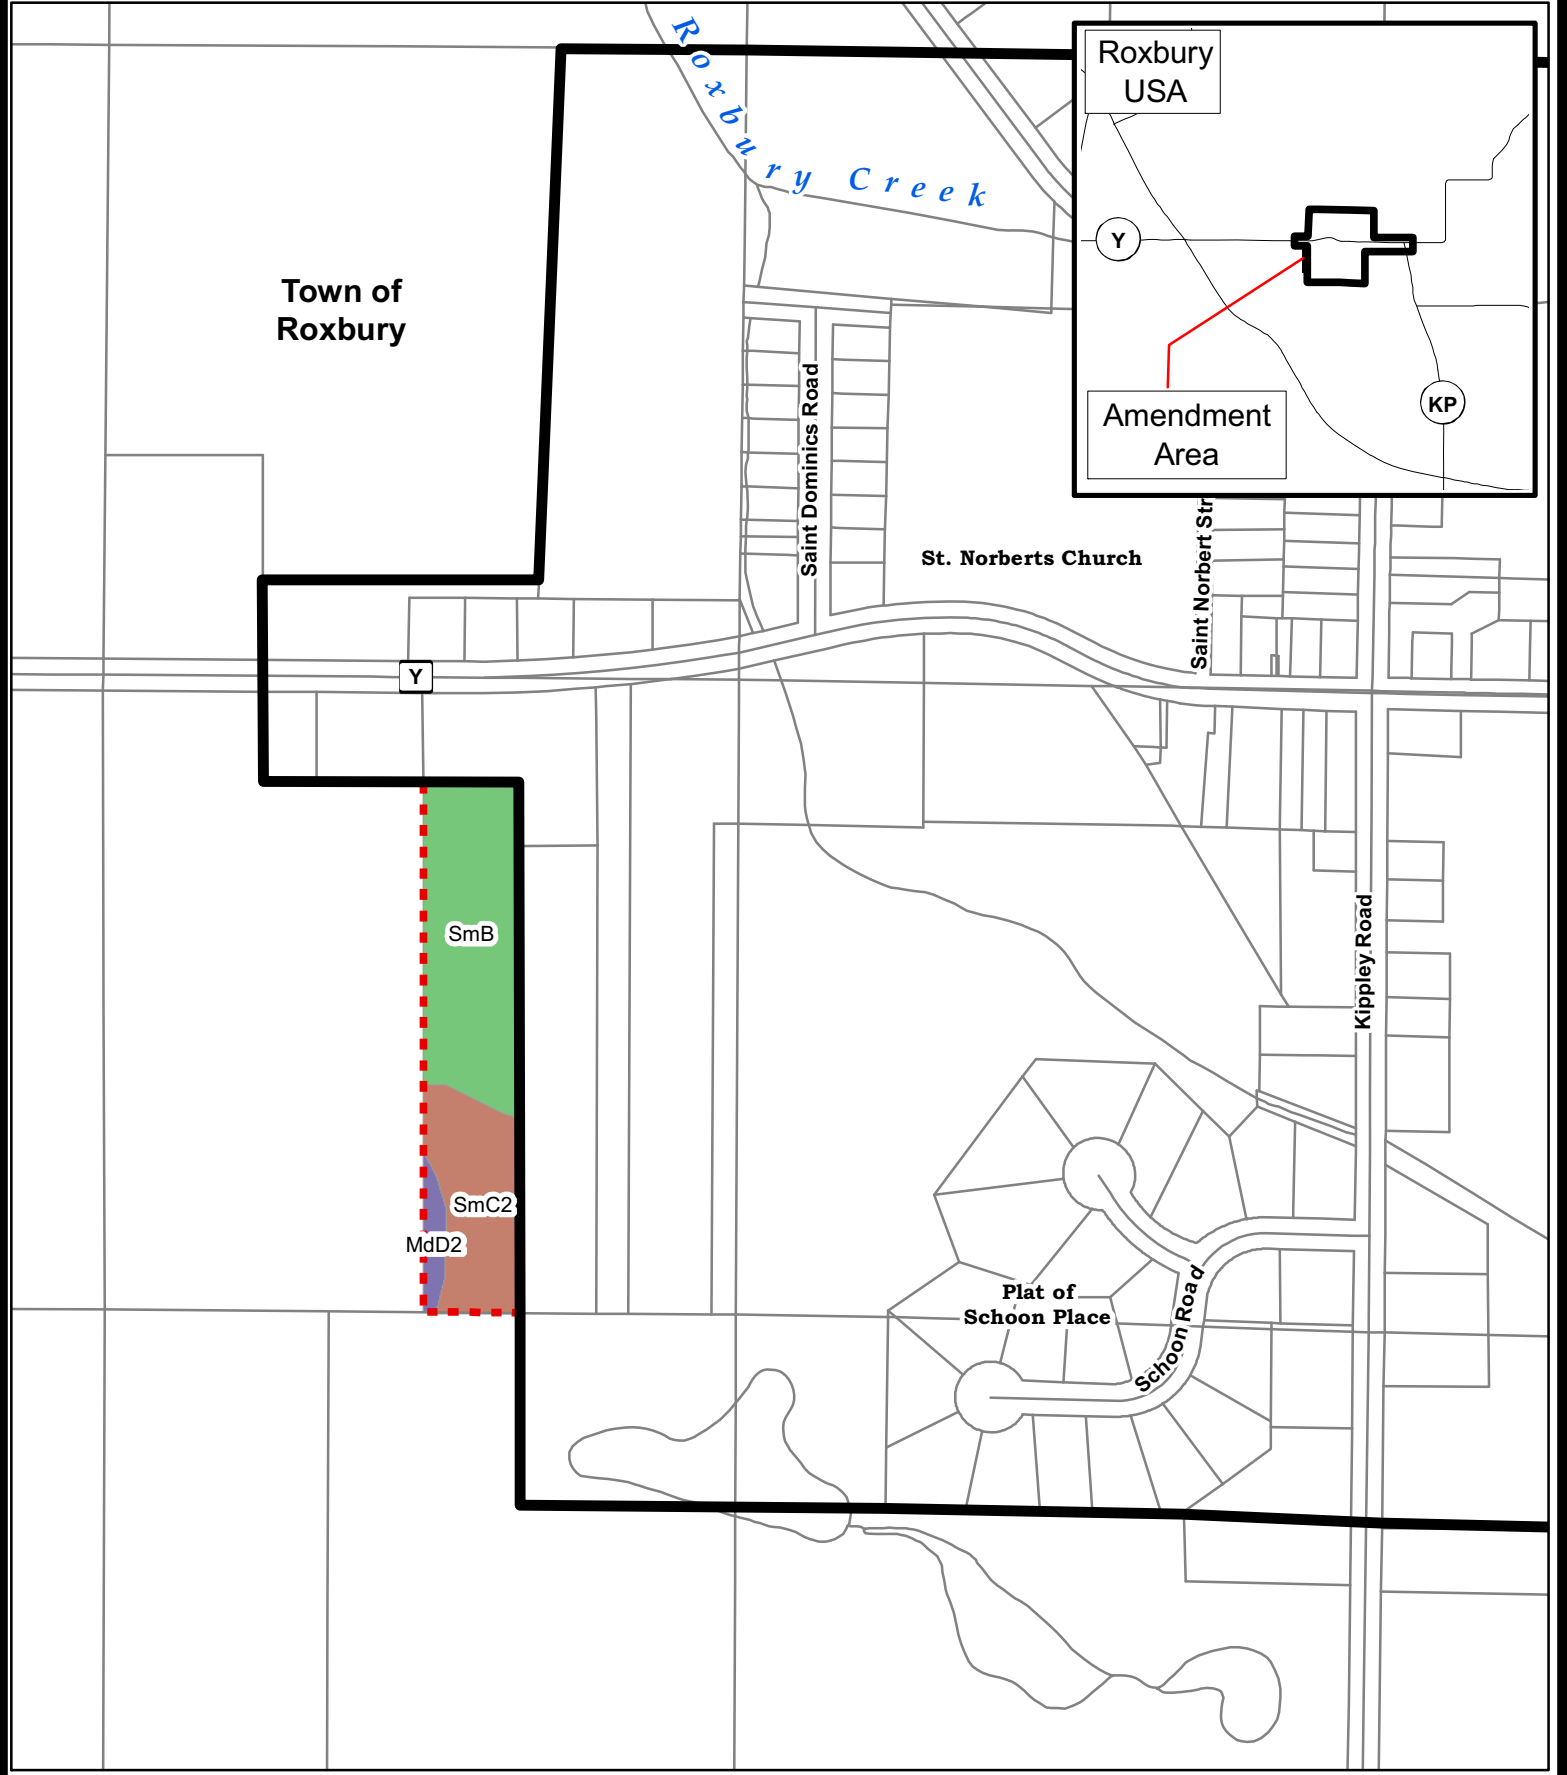 Roxbury Creek
Roxbury
USA
Y
KP
Amendment
Area
Town of
Roxbury
Saint Dominics Road
St. Norberts Church
Saint Norbert Str
Y
SmB
Kippley Road
SmC2
MdD2
Plat of
Schoon Place
Schoon Road